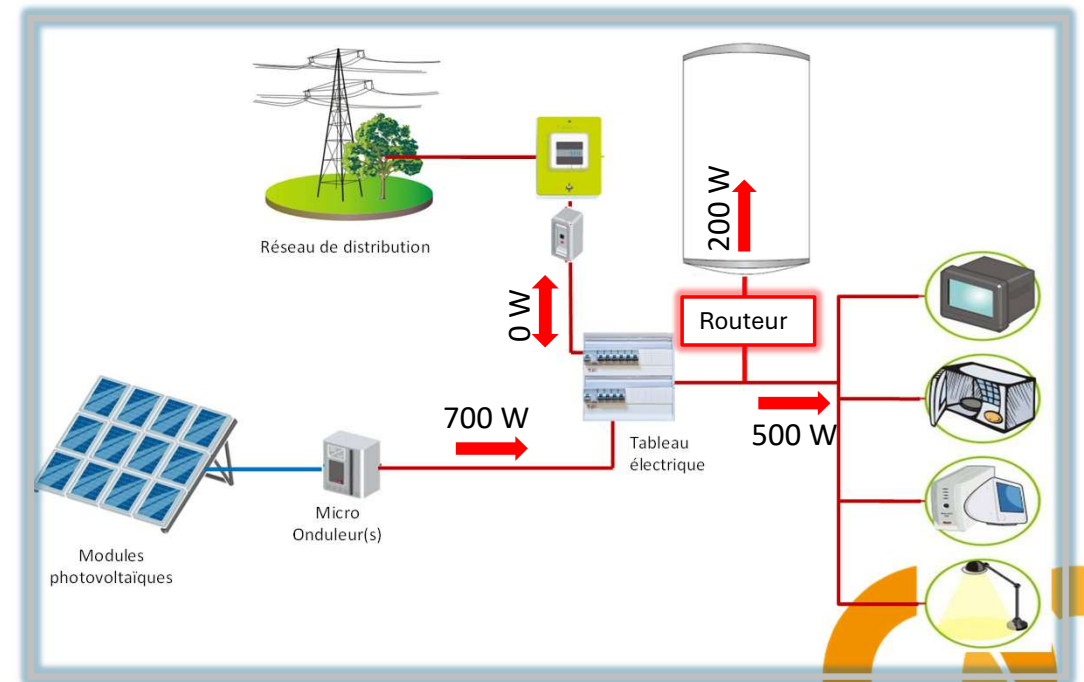 Réseau de distribution
0 W
200 W
Routeur
700 W
500 W
Tableau
électrique
Micro
Onduleur(s)
Modules
photovoltaïques